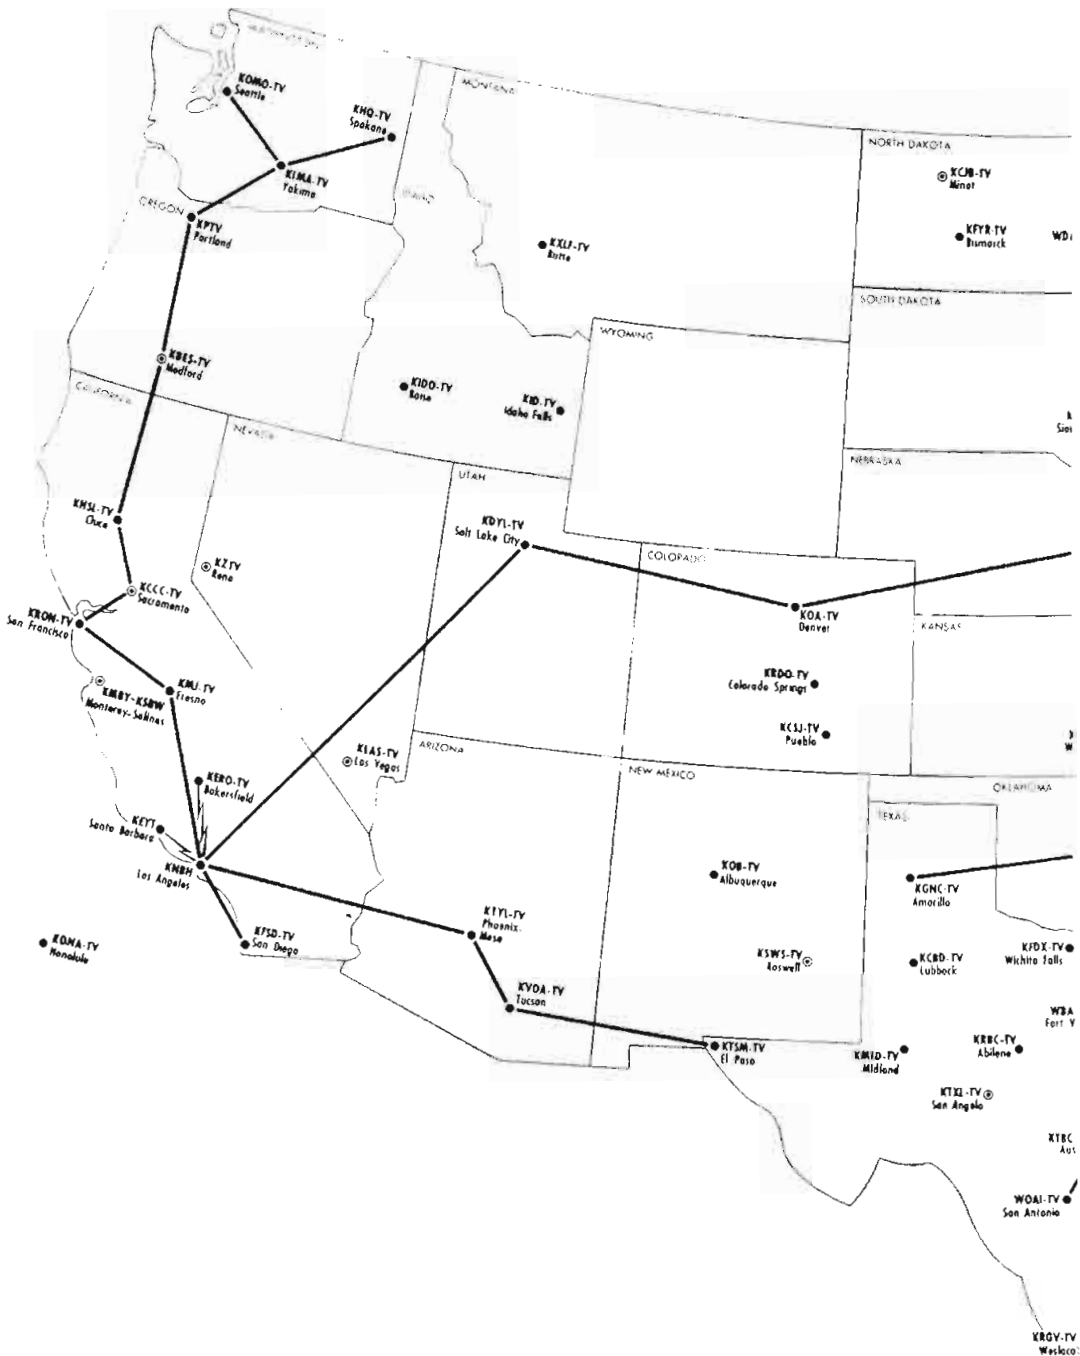 WASHINGTON
KOMO-TV
Seattle
KHQ-TV
Spokane
KIMA-TV
Yakima
MONTANA
IDAHO
OREGON
KPTV
Portland
KXLF-TV
Butte
NORTH DAKOTA
KCJB-TV
Minot
KFYR-TV
Bismarck
SOUTH DAKOTA
WYOMING
KBES-TV
Medford
CALIFORNIA
KIDO-TV
Boise
KID-TV
Idaho Falls
NEVADA
UTAH
NEBRASKA
KHSL-TV
Chico
KDYL-TV
Salt Lake City
COLORADO
KZTV
Reno
KCCC-TV
Sacramento
KRON-TV
San Francisco
KOA-TV
Denver
KANSAS
KMJ-TV
Fresno
KMBY-KSBW
Monterey-Salinas
KRDO-TV
Colorado Springs
KCSJ-TV
Pueblo
KLAS-TV
Las Vegas
ARIZONA
NEW MEXICO
OKLAHOMA
TEXAS
KERO-TV
Bakersfield
KEYT
Santa Barbara
KNBH
Los Angeles
KOB-TV
Albuquerque
KGNC-TV
Amarillo
KONA-TV
Honolulu
KFSD-TV
San Diego
KTYL-TV
Phoenix-
Mesa
KSWS-TV
Roswell
KCBD-TV
Lubbock
KFDX-TV
Wichita Falls
KVOA-TV
Tucson
WBA
Fort
KTSM-TV
El Paso
KMID-TV
Midland
KRBC-TV
Abilene
KTXL-TV
San Angelo
KTBC
Aus
WOAI-TV
San Antonio
KRGV-TV
Weslaco